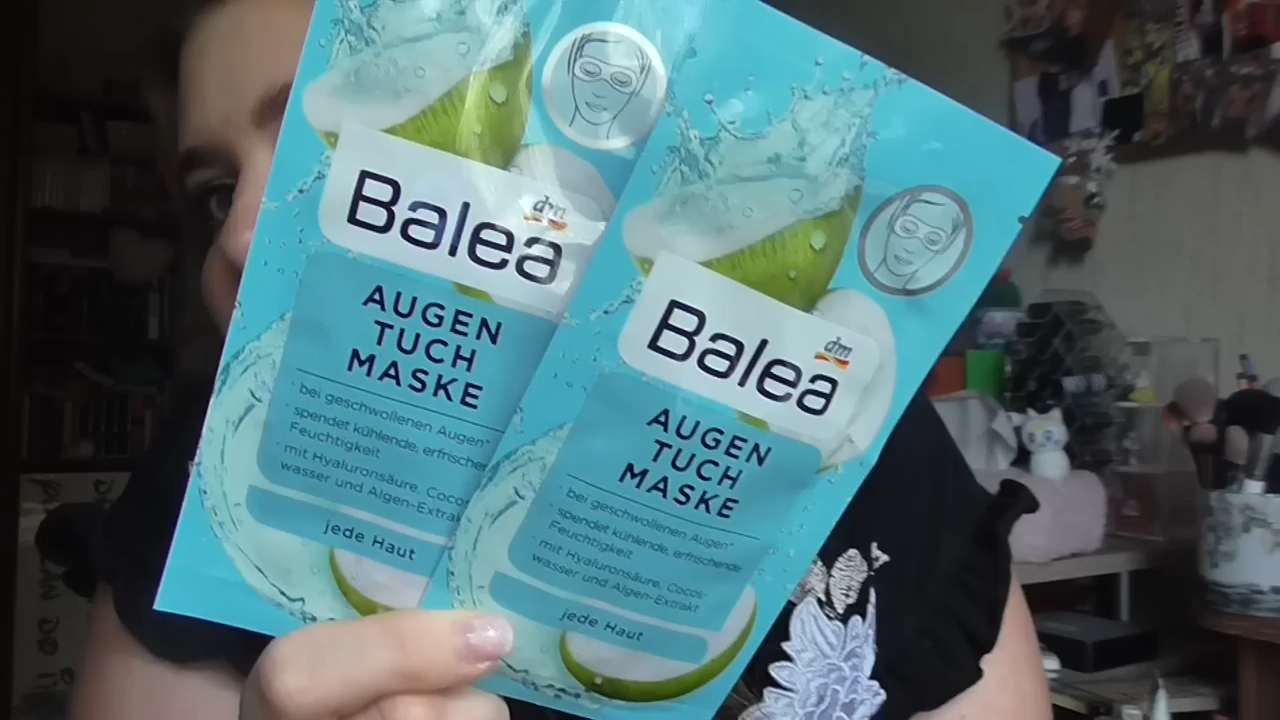 dm
Balea
AUGEN
TUCH
MASKE
· bei geschwollenen Augen*
· spendet kühlende, erfrischen
Feuchtigkeit
· mit Hyaluronsäure, Cocos-
wasser und Algen-Extrak
jede Haut
dm
Balea
AUGEN
TUCH
MASKE
· bei geschwollenen Augen*
· spendet kühlende, erfrischende
Feuchtigkeit
· mit Hyaluronsäure, Cocos-
wasser und Algen-Extrakt
jede Haut